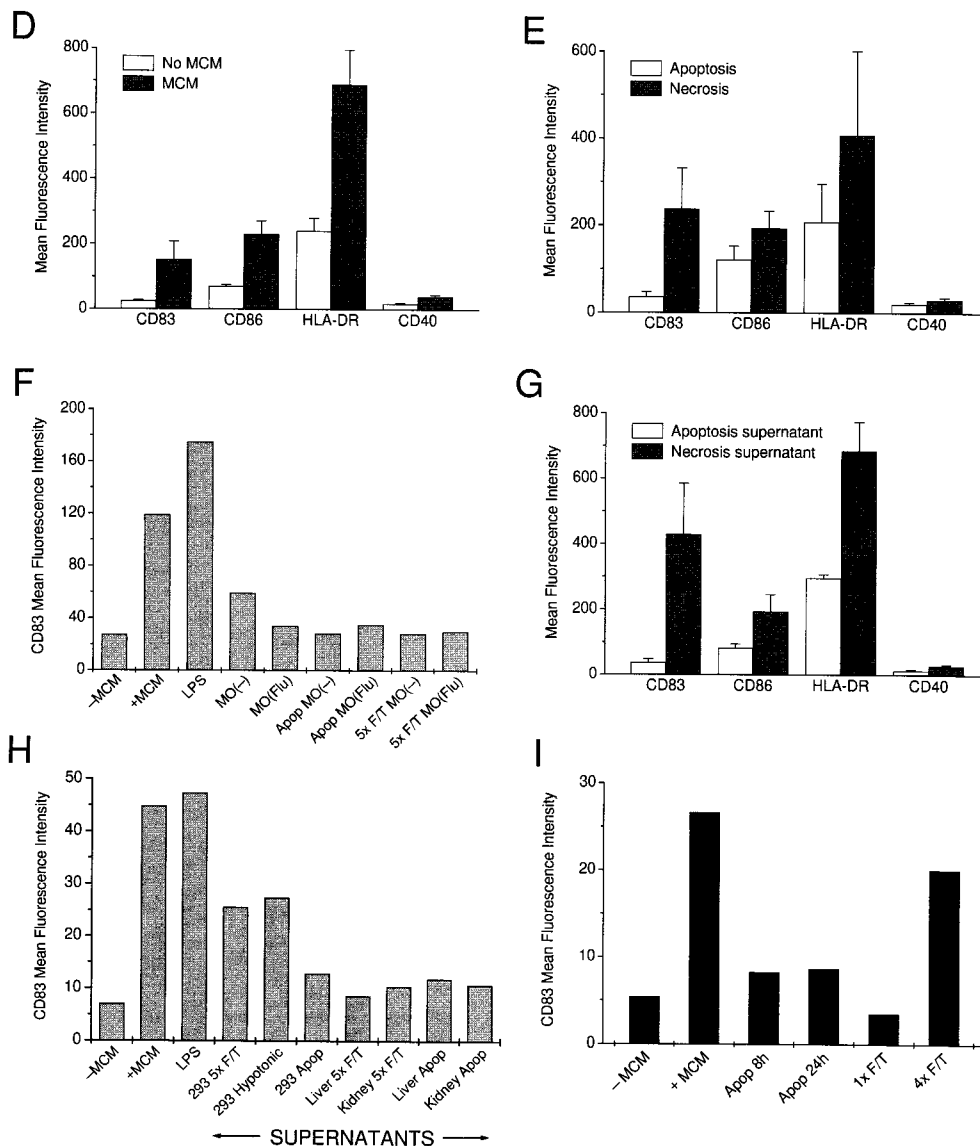 D
No MCM
MCM
Mean Fluorescence Intensity
800
600
400
200
0
CD83 CD86 HLA-DR CD40
E
Apoptosis
Necrosis
Mean Fluorescence Intensity
600
400
200
0
CD83 CD86 HLA-DR CD40
F
CD83 Mean Fluorescence Intensity
200
160
120
80
40
0
–MCM
+MCM
LPS
MO(–)
MO(Flu)
Apop MO(–)
Apop MO(Flu)
5x F/T MO(–)
5x F/T MO(Flu)
G
Apoptosis supernatant
Necrosis supernatant
Mean Fluorescence Intensity
800
600
400
200
0
CD83 CD86 HLA-DR CD40
H
CD83 Mean Fluorescence Intensity
50
40
30
20
10
0
–MCM
+MCM
LPS
293 5x F/T
293 Hypotonic
293 Apop
Liver 5x F/T
Kidney 5x F/T
Liver Apop
Kidney Apop
← SUPERNATANTS →
I
CD83 Mean Fluorescence Intensity
30
20
10
0
– MCM
+ MCM
Apop 8h
Apop 24h
1x F/T
4x F/T